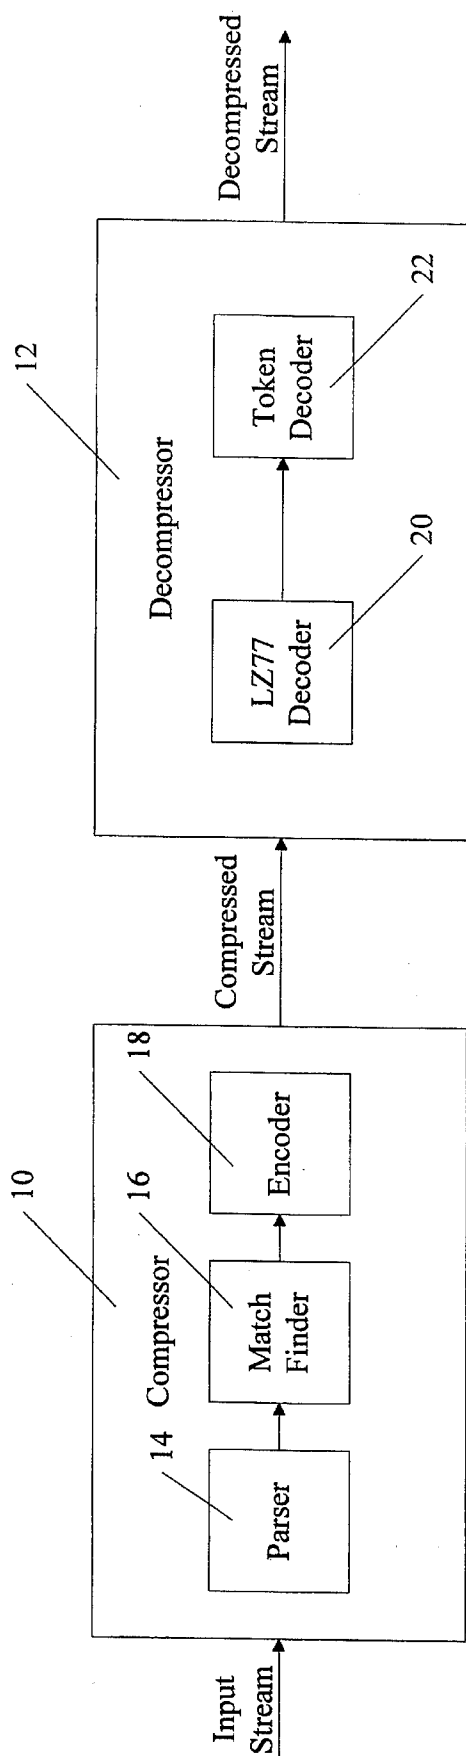 Input
Stream
10
Compressor
14
Parser
16
Match
Finder
18
Encoder
Compressed
Stream
12
Decompressor
LZ77
Decoder
20
Token
Decoder
22
Decompressed
Stream